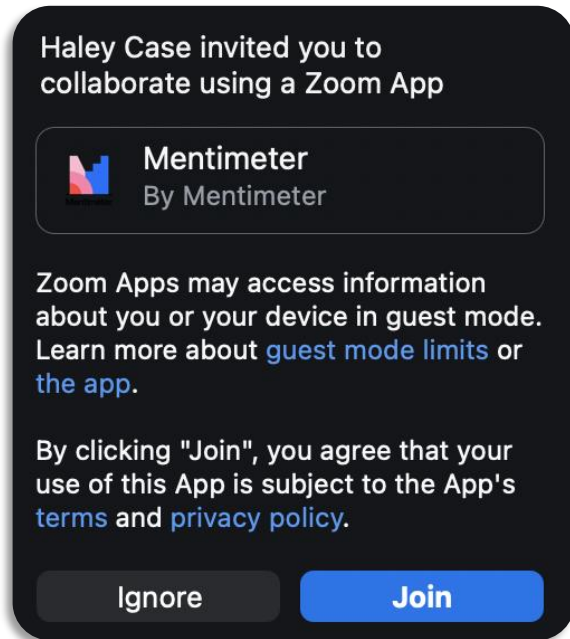 Haley Case invited you to
collaborate using a Zoom App
Mentimeter
By Mentimeter
Zoom Apps may access information
about you or your device in guest mode.
Learn more about guest mode limits or
the app.
By clicking "Join", you agree that your
use of this App is subject to the App's
terms and privacy policy.
Ignore
Join